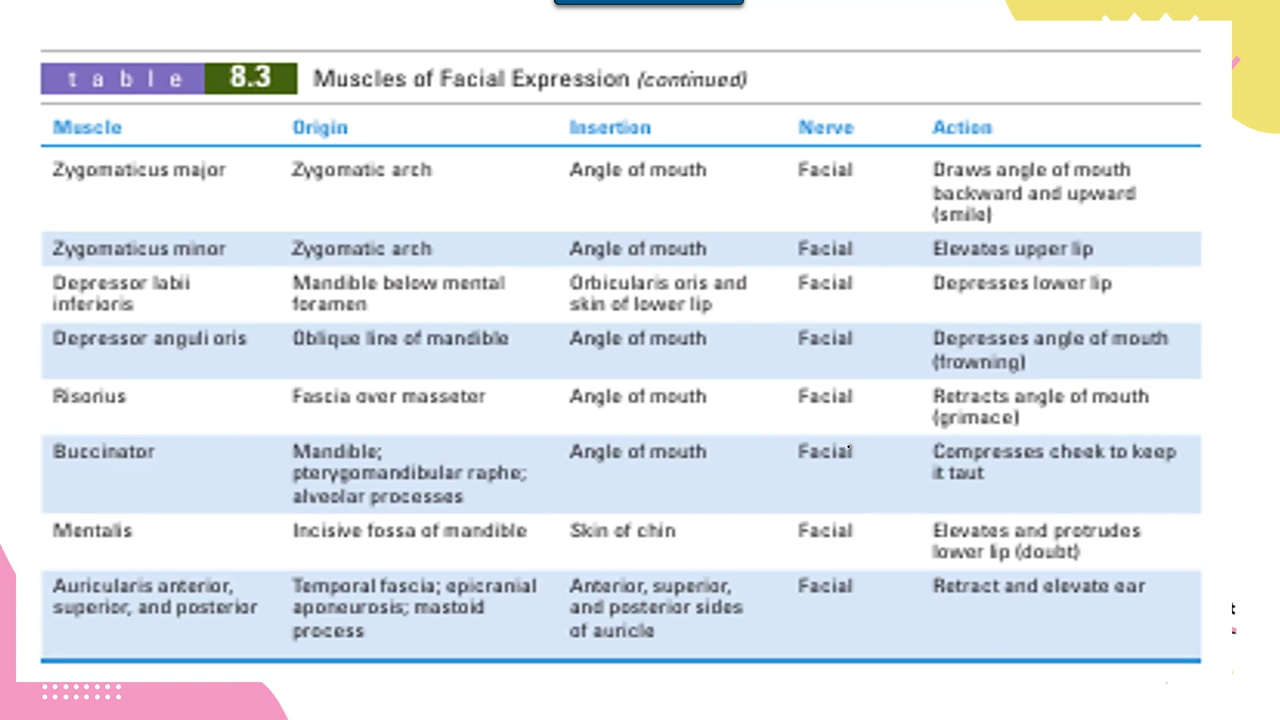 table 8.3 Muscles of Facial Expression (continued)
Muscle Origin Insertion Nerve Action
Zygomaticus major Zygomatic arch Angle of mouth Facial Draws angle of mouth
backward and upward
(smile)
Zygomaticus minor Zygomatic arch Angle of mouth Facial Elevates upper lip
Depressor labii Mandible below mental Orbicularis oris and Facial Depresses lower lip
inferioris foramen skin of lower lip
Depressor anguli oris Oblique line of mandible Angle of mouth Facial Depresses angle of mouth
(frowning)
Risorius Fascia over masseter Angle of mouth Facial Retracts angle of mouth
(grimace)
Buccinator Mandible; Angle of mouth Facial Compresses cheek to keep
pterygomandibular raphe; it taut
alveolar processes
Mentalis Incisive fossa of mandible Skin of chin Facial Elevates and protrudes
lower lip (doubt)
Auricularis anterior, Temporal fascia; epicranial Anterior, superior, Facial Retract and elevate ear
superior, and posterior aponeurosis; mastoid and posterior sides
process of auricle